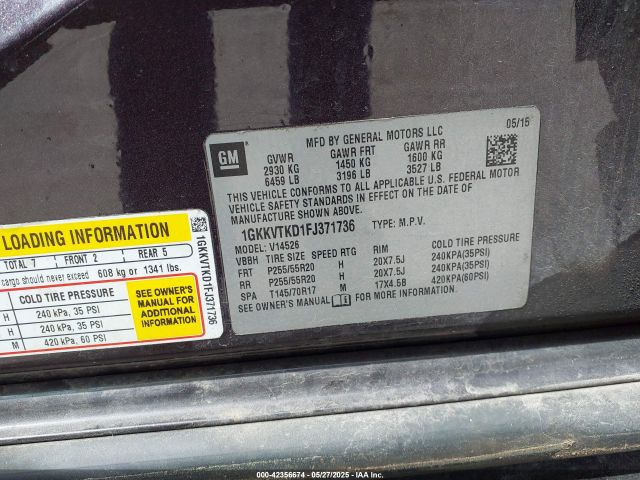 05/15
MFD BY GENERAL MOTORS LLC
GM
GVWR GAWR FRT GAWR RR
2930 KG 1450 KG 1600 KG
6459 LB 3196 LB 3527 LB
THIS VEHICLE CONFORMS TO ALL APPLICABLE U.S. FEDERAL MOTOR
VEHICLE SAFETY STANDARDS IN EFFECT ON THE DATE OF
MANUFACTURE SHOWN ABOVE.
1GKKVTKD1FJ371736 TYPE: M.P.V.
MODEL: V14526
VBBH TIRE SIZE SPEED RTG RIM COLD TIRE PRESSURE
FRT P255/55R20 H 20X7.5J 240KPA(35PSI)
RR P255/55R20 H 20X7.5J 240KPA(35PSI)
SPA T145/70R17 M 17X4.5B 420KPA(60PSI)
SEE OWNER'S MANUAL FOR MORE INFORMATION.
LOADING INFORMATION
TOTAL 7 FRONT 2 REAR 5
cargo should never exceed 608 kg or 1341 lbs.
COLD TIRE PRESSURE
H 240 kPa, 35 PSI
H 240 kPa, 35 PSI
M 420 kPa, 60 PSI
SEE OWNER'S
MANUAL FOR
ADDITIONAL
INFORMATION
1GKKVTKD1FJ371736
000-42356674 - 05/27/2025 - IAAI.COM